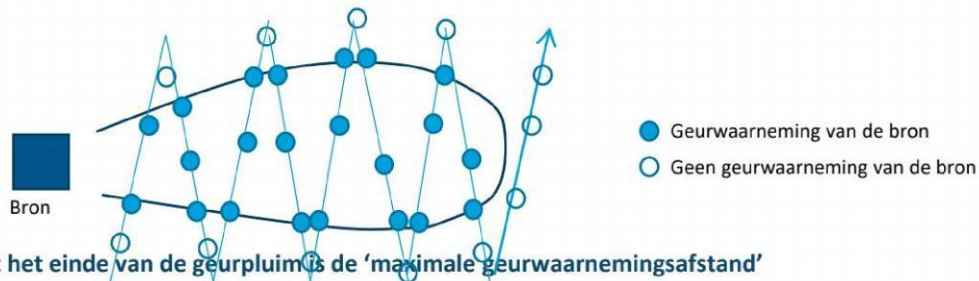 Geurwaarneming van de bron
Geen geurwaarneming van de bron
Bron
het einde van de geurpluim is de ‘maximale geurwaarnemingsafstand’